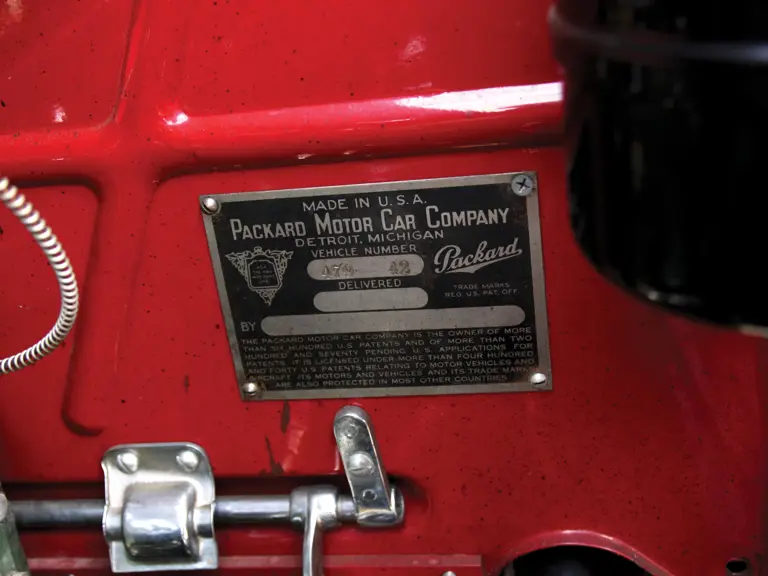 MADE IN U.S.A.
PACKARD MOTOR CAR COMPANY
DETROIT, MICHIGAN
VEHICLE NUMBER
479 42
Packard
DELIVERED
TRADE MARKS
REG. U.S. PAT. OFF.
BY
THE PACKARD MOTOR CAR COMPANY IS THE OWNER OF MORE
THAN SIX HUNDRED U.S. PATENTS AND OF MORE THAN TWO
HUNDRED AND SEVENTY PENDING U.S. APPLICATIONS FOR
PATENTS. IT IS LICENSED UNDER MORE THAN FOUR HUNDRED
AND FORTY U.S. PATENTS RELATING TO MOTOR VEHICLES AND
AIRCRAFT. ITS MOTORS AND VEHICLES AND ITS TRADE MARKS
ARE ALSO PROTECTED IN MOST OTHER COUNTRIES